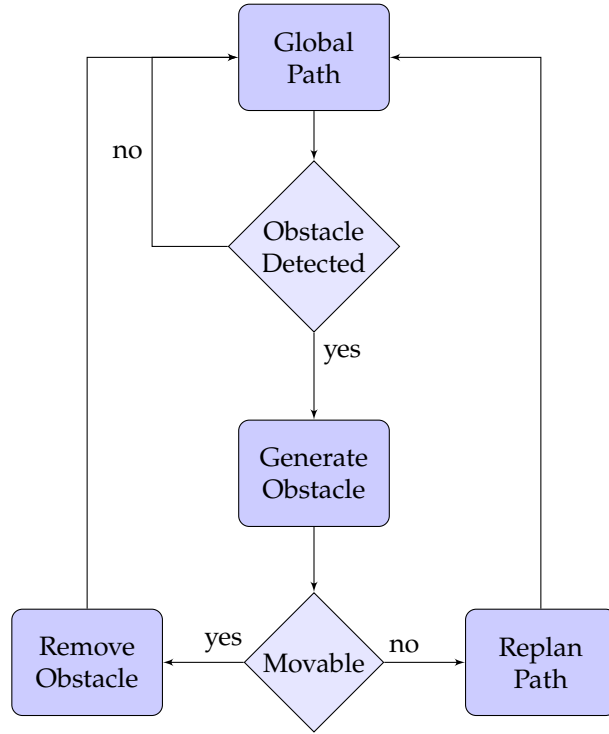 Global
Path
no
Obstacle
Detected
yes
Generate
Obstacle
yes
no
Remove
Obstacle
Movable
Replan
Path